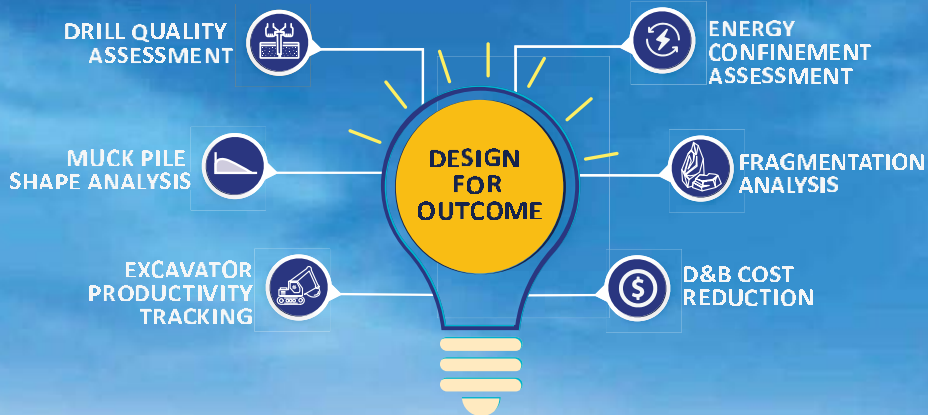 DRILL QUALITY
ASSESSMENT
ENERGY
CONFINEMENT
ASSESSMENT
MUCK PILE
SHAPE ANALYSIS
DESIGN
FOR
OUTCOME
FRAGMENTATION
ANALYSIS
EXCAVATOR
PRODUCTIVITY
TRACKING
$
D&B COST
REDUCTION